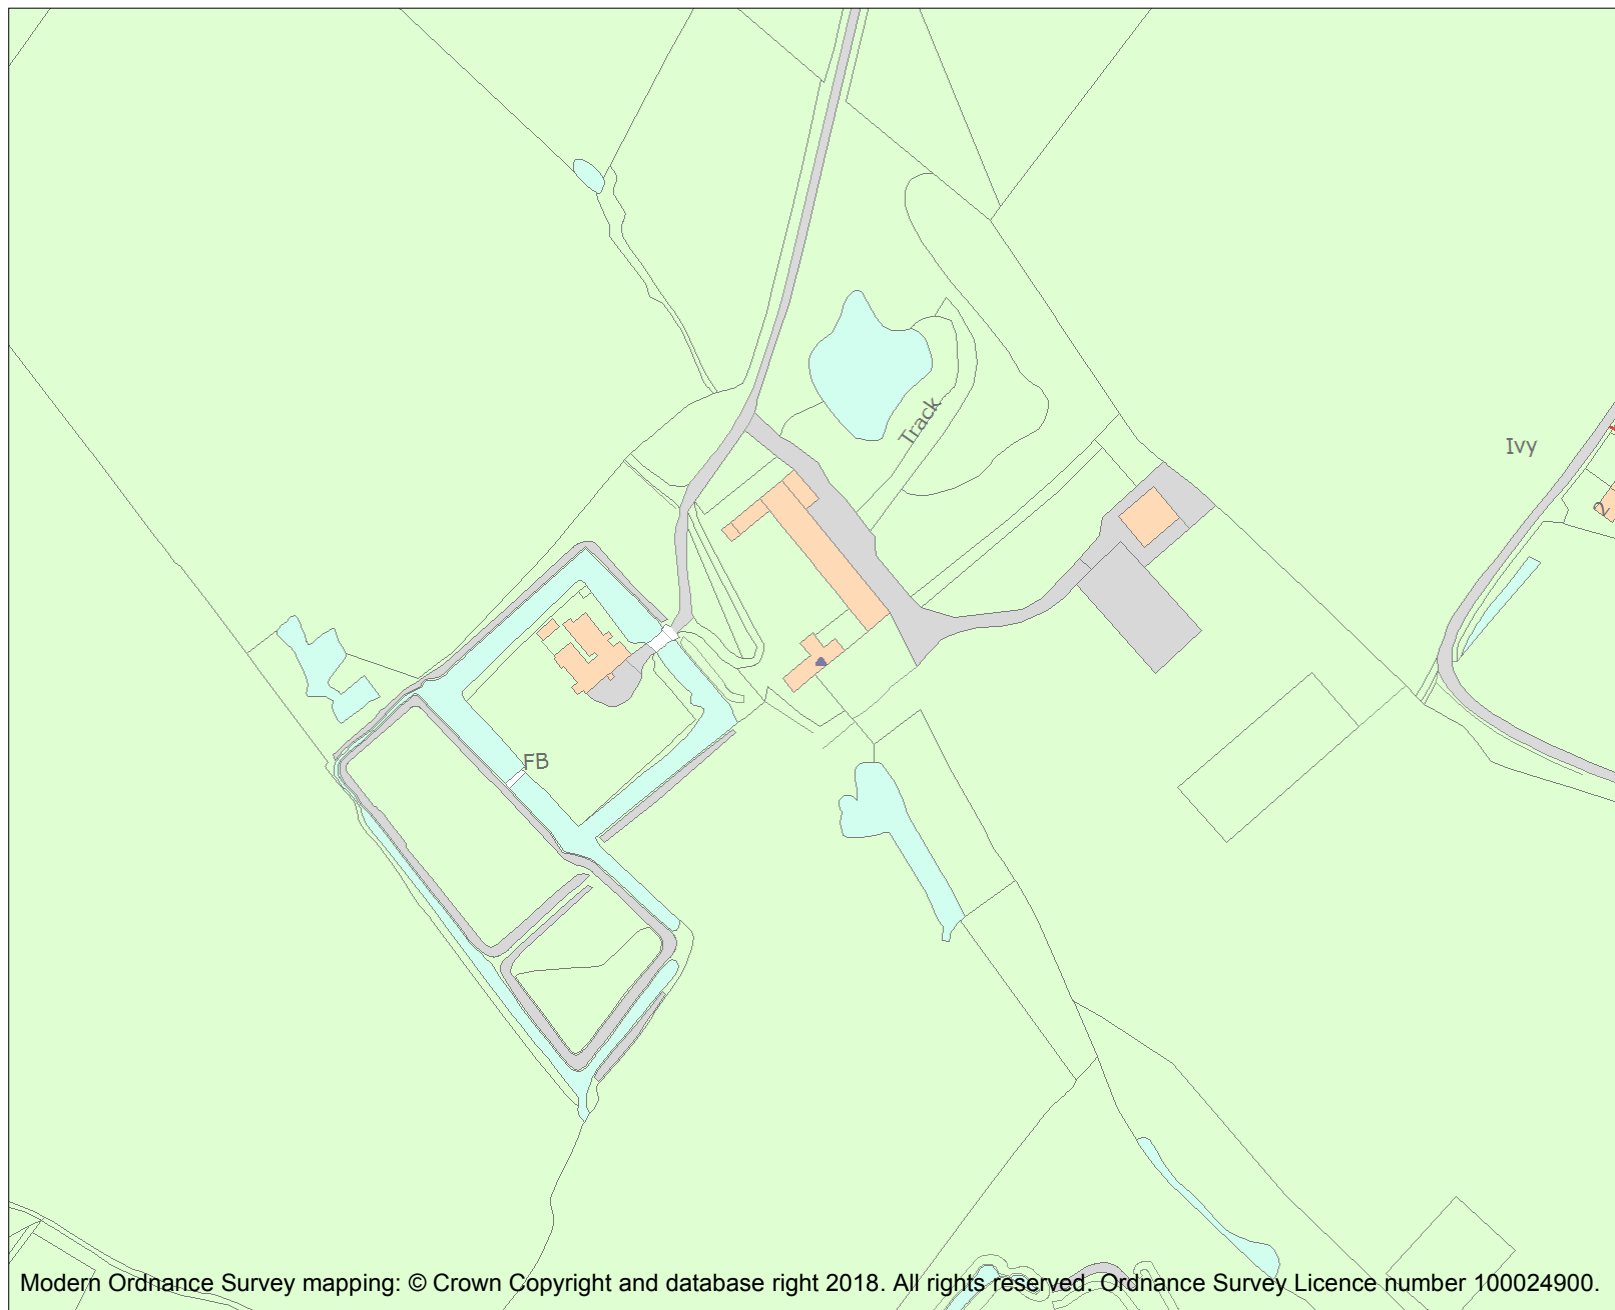 Track
Ivy
2
FB
Modern Ordnance Survey mapping: © Crown Copyright and database right 2018. All rights reserved. Ordnance Survey Licence number 100024900.